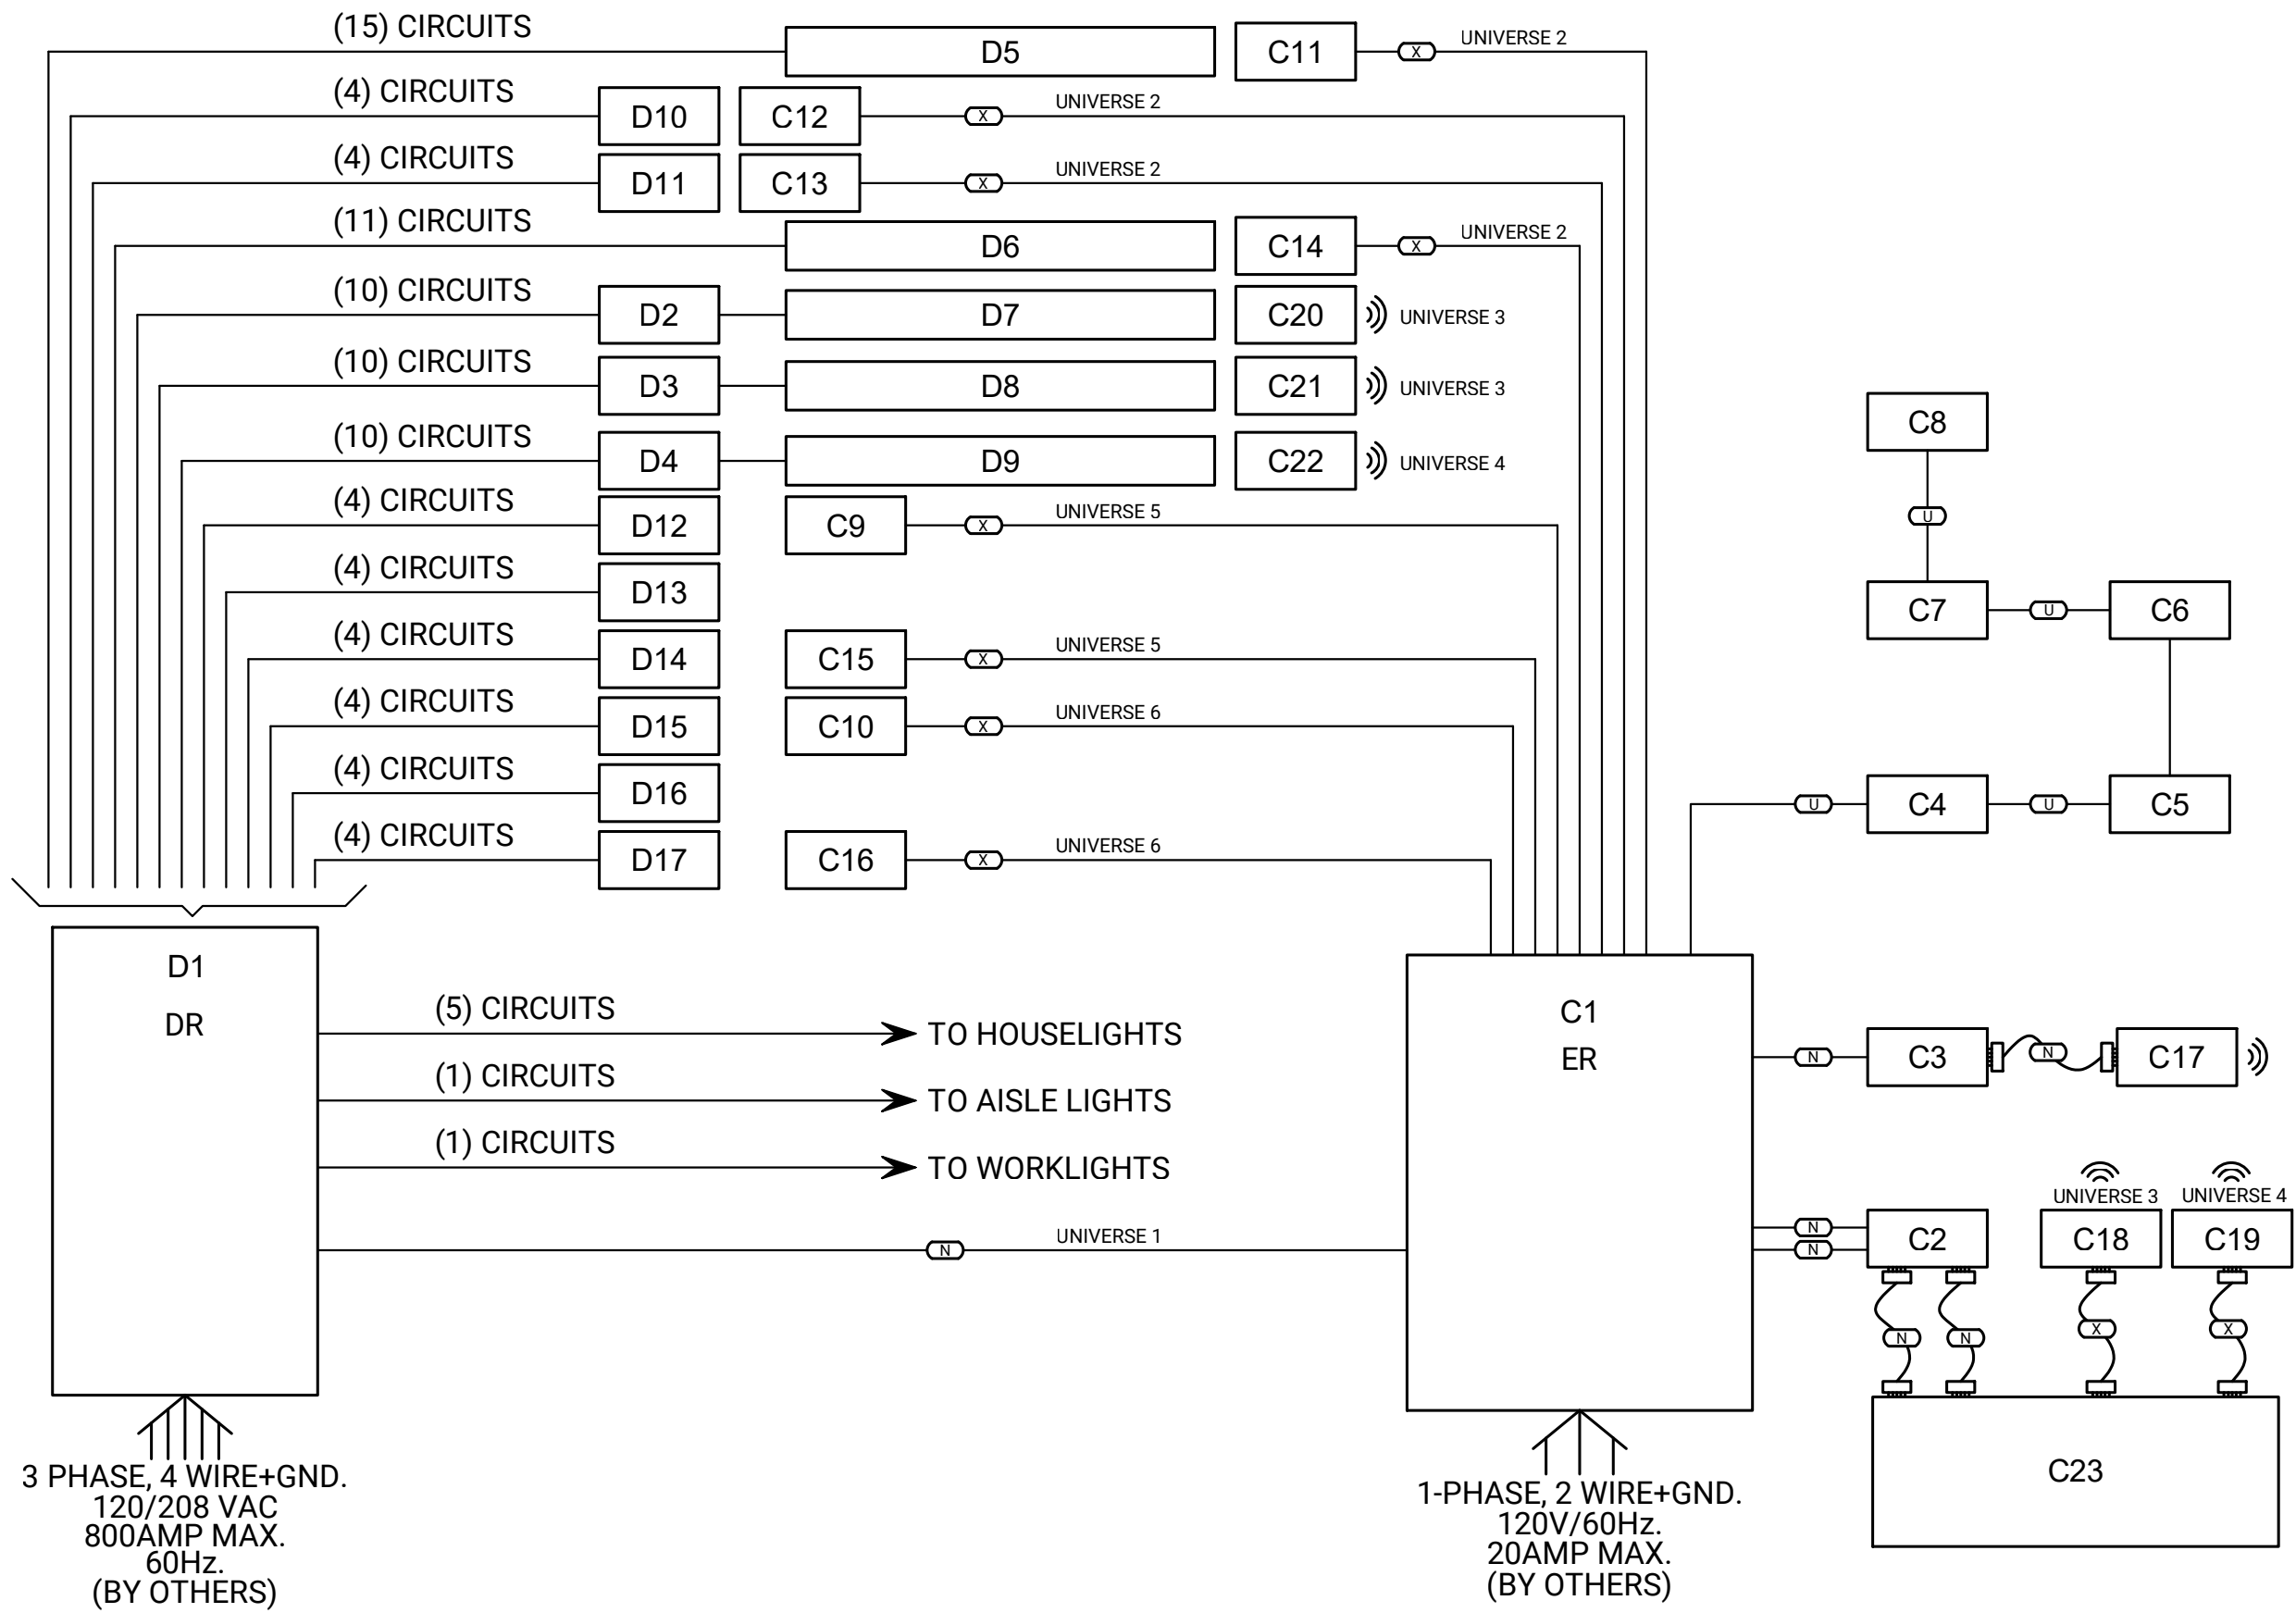 (15) CIRCUITS
D5
C11
X
UNIVERSE 2
(4) CIRCUITS
D10
C12
X
UNIVERSE 2
(4) CIRCUITS
D11
C13
X
UNIVERSE 2
(11) CIRCUITS
D6
C14
X
UNIVERSE 2
(10) CIRCUITS
D2
D7
C20
UNIVERSE 3
(10) CIRCUITS
D3
D8
C21
UNIVERSE 3
(10) CIRCUITS
D4
D9
C22
UNIVERSE 4
(4) CIRCUITS
D12
C9
X
UNIVERSE 5
(4) CIRCUITS
D13
(4) CIRCUITS
D14
C15
X
UNIVERSE 5
(4) CIRCUITS
D15
C10
X
UNIVERSE 6
(4) CIRCUITS
D16
(4) CIRCUITS
D17
C16
X
UNIVERSE 6
C8
U
C7
U
C6
U
C4
U
C5
D1
DR
(5) CIRCUITS
TO HOUSELIGHTS
(1) CIRCUITS
TO AISLE LIGHTS
(1) CIRCUITS
TO WORKLIGHTS
N
UNIVERSE 1
C1
ER
N
C3
N
C17
N
N
C2
UNIVERSE 3
C18
UNIVERSE 4
C19
N
N
X
X
C23
3 PHASE, 4 WIRE+GND.
120/208 VAC
800AMP MAX.
60Hz.
(BY OTHERS)
1-PHASE, 2 WIRE+GND.
120V/60Hz.
20AMP MAX.
(BY OTHERS)